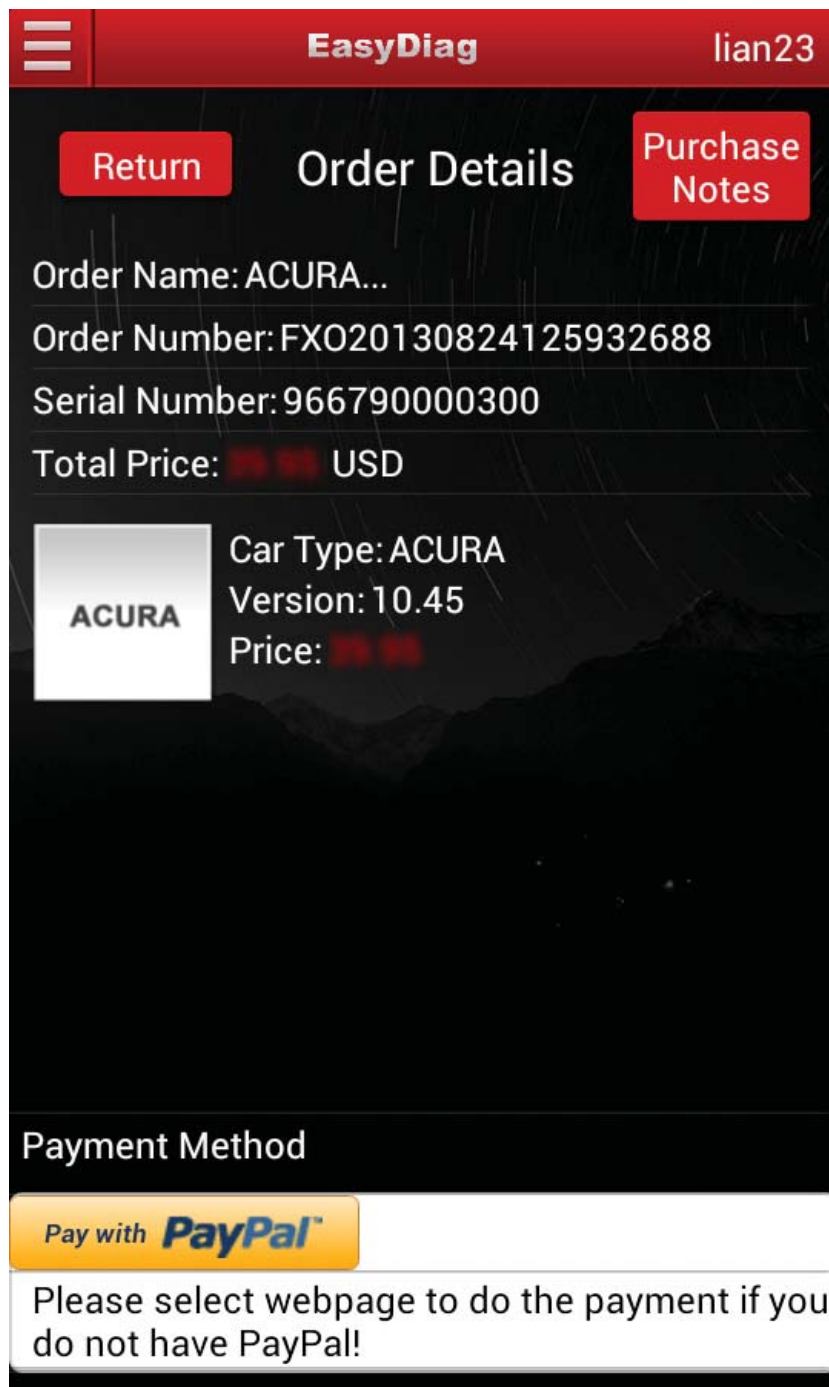 EasyDiag
lian23
Return
Order Details
Purchase
Notes
Order Name: ACURA...
Order Number: FXO20130824125932688
Serial Number: 966790000300
Total Price: USD
ACURA
Car Type: ACURA
Version: 10.45
Price:
Payment Method
Pay with PayPal™
Please select webpage to do the payment if you
do not have PayPal!